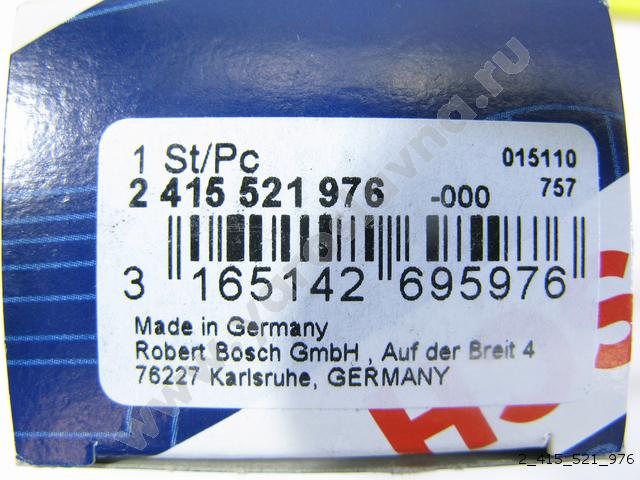 1 St/Pc 015110
2 415 521 976 -000 757
3 165142 695976
Made in Germany
Robert Bosch GmbH , Auf der Breit 4
76227 Karlsruhe, GERMANY
2_415_521_976